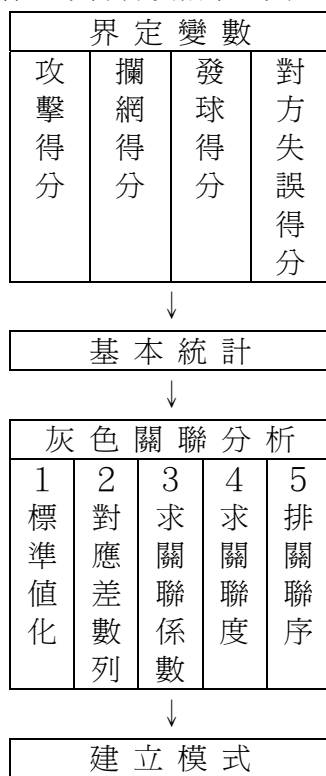 界定變數
攻擊得分
攔網得分
發球得分
對方失誤得分
↓
基本統計
↓
灰色關聯分析
1標準值化
2對應差數列
3求關聯係數
4求關聯度
5排關聯序
↓
建立模式